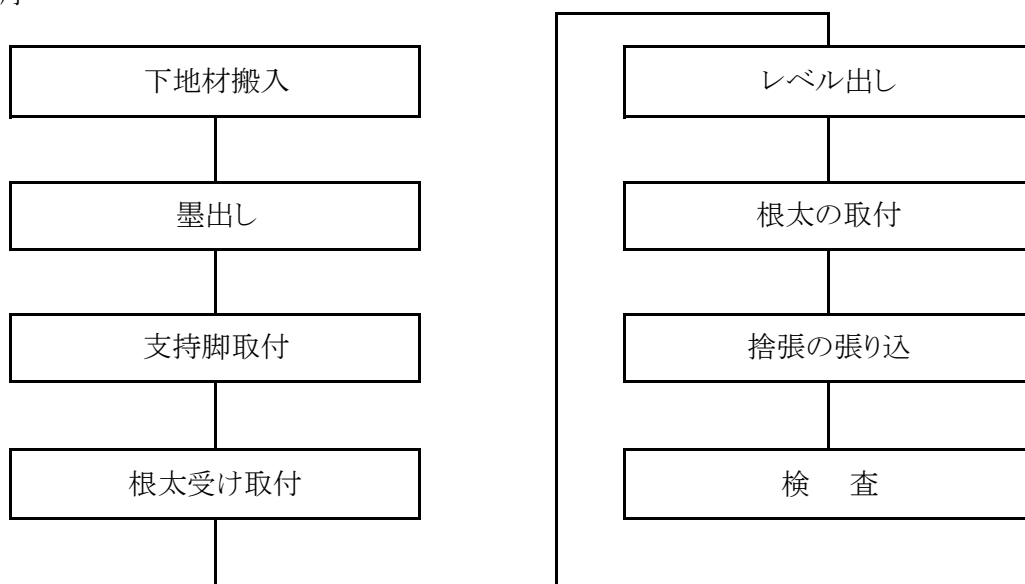 下地材搬入
墨出し
支持脚取付
根太受け取付
レベル出し
根太の取付
捨張の張り込
検　査